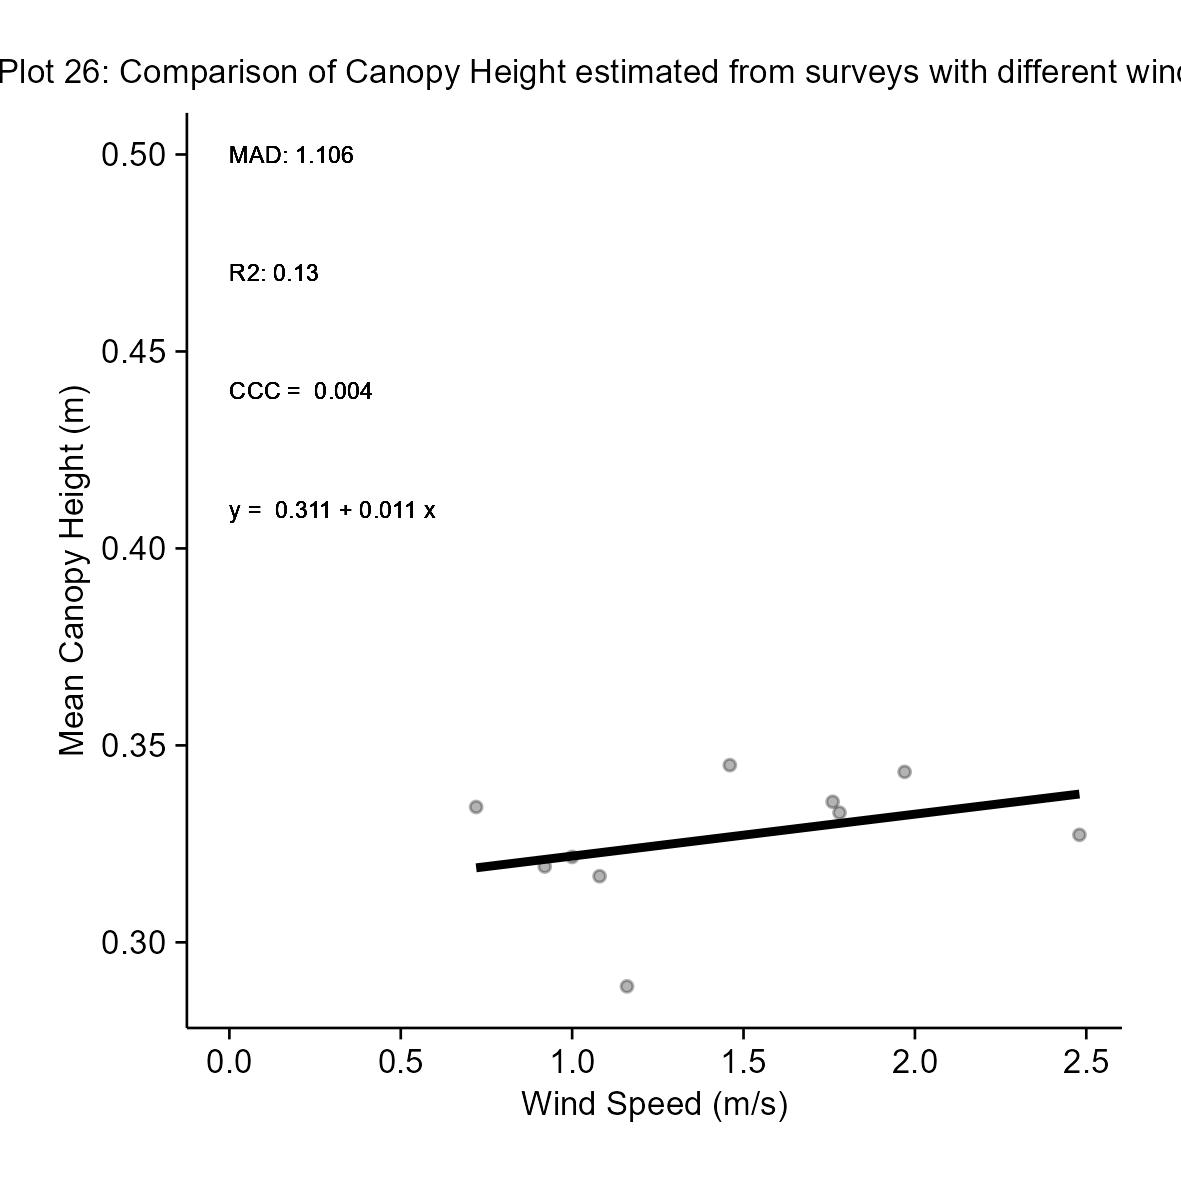 Plot 26: Comparison of Canopy Height estimated from surveys with different
0.50
MAD: 1.106
R2: 0.13
0.45
CCC =  0.004
y =  0.311 + 0.011 x
0.40
0.35
0.30
Mean Canopy Height (m)
0.0 0.5 1.0 1.5 2.0 2.5
Wind Speed (m/s)